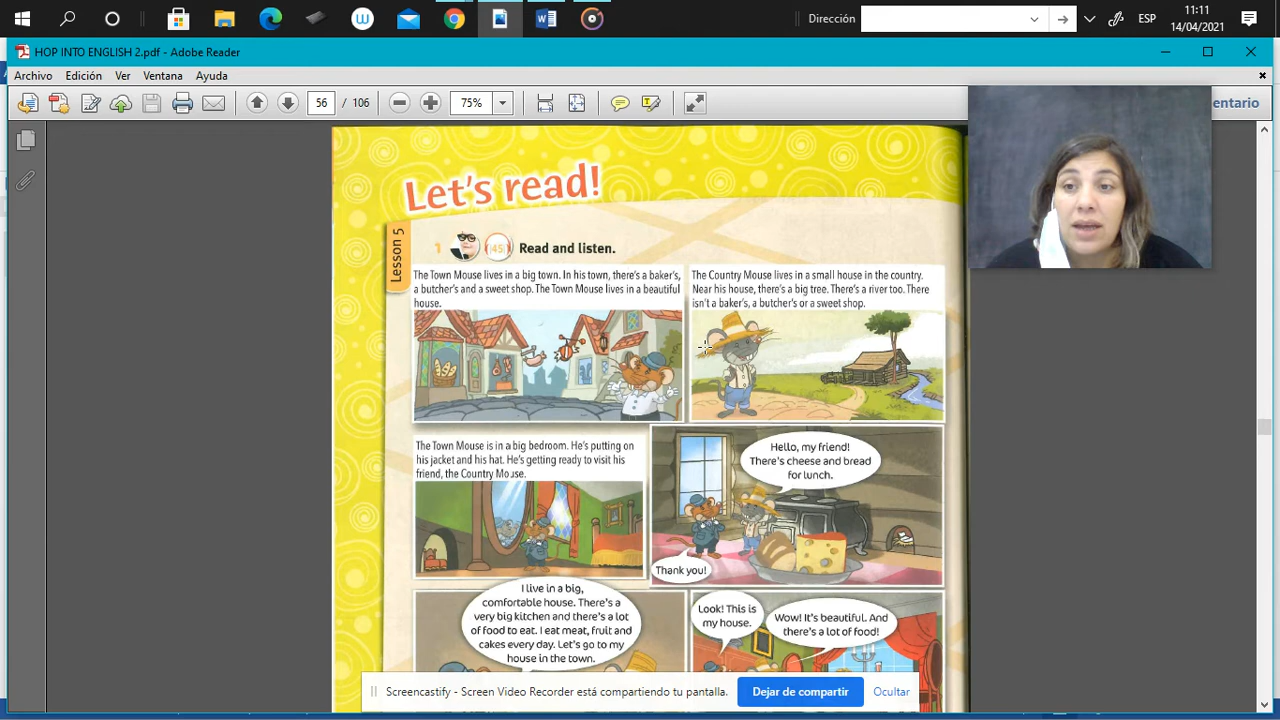 Dirección
ESP
11:11
14/04/2021
HOP INTO ENGLISH 2.pdf - Adobe Reader
Archivo Edición Ver Ventana Ayuda
56 / 106
75%
entario
Let's read!
Lesson 5
1 45 Read and listen.
The Town Mouse lives in a big town. In his town, there's a baker's,
a butcher's and a sweet shop. The Town Mouse lives in a beautiful
house.
The Country Mouse lives in a small house in the country.
Near his house, there's a big tree. There's a river too. There
isn't a baker's, a butcher's or a sweet shop.
The Town Mouse is in a big bedroom. He's putting on
his jacket and his hat. He's getting ready to visit his
friend, the Country Mouse.
Hello, my friend!
There's cheese and bread
for lunch.
Thank you!
I live in a big,
comfortable house. There's a
very big kitchen and there's a lot
of food to eat. I eat meat, fruit and
cakes every day. Let's go to my
house in the town.
Look! This is
my house.
Wow! It's beautiful. And
there's a lot of food!
Screencastify - Screen Video Recorder está compartiendo tu pantalla.
Dejar de compartir
Ocultar